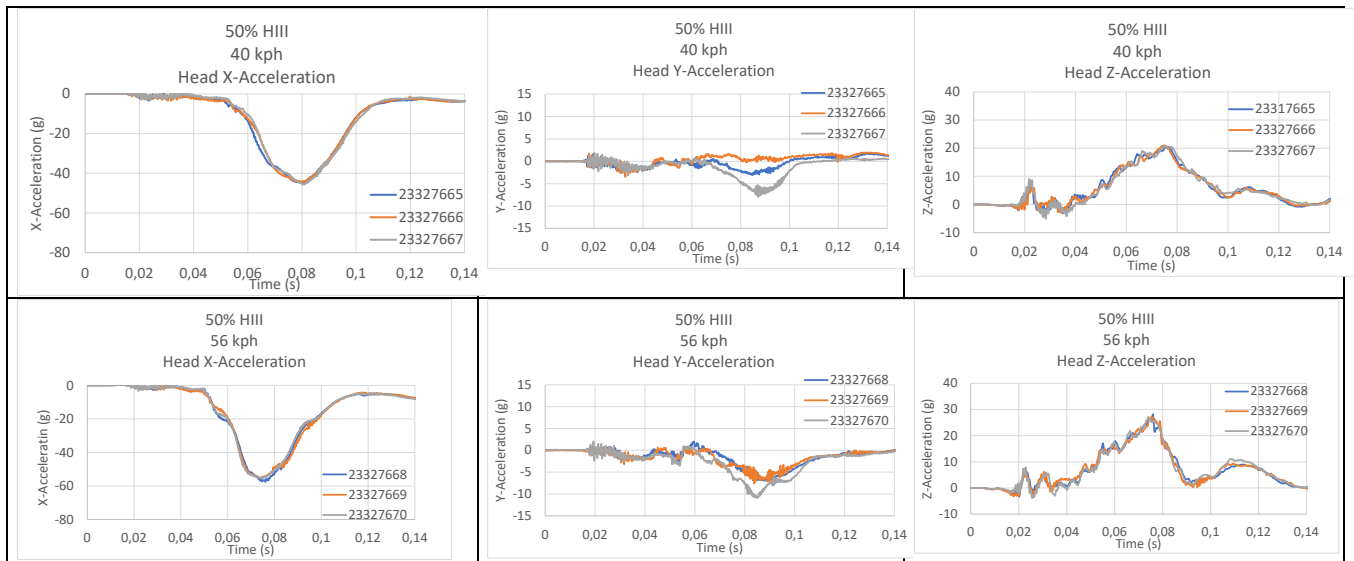 50% HIII
40 kph
Head X-Acceleration
X-Acceleration (g)
0
-20
-40
-60
-80
23327665
23327666
23327667
0 0,02 0,04 0,06 0,08 0,1 0,12 0,14
Time (s)
50% HIII
40 kph
Head Y-Acceleration
Y-Acceleration (g)
15
10
5
0
-5
-10
-15
23327665
23327666
23327667
0 0,02 0,04 0,06 0,08 0,1 0,12 0,14
Time (s)
50% HIII
40 kph
Head Z-Acceleration
Z-Acceleration (g)
40
30
20
10
0
-10
23317665
23327666
23327667
0 0,02 0,04 0,06 0,08 0,1 0,12 0,14
Time (s)
50% HIII
56 kph
Head X-Acceleration
X-Acceleratin (g)
0
-20
-40
-60
-80
23327668
23327669
23327670
0 0,02 0,04 0,06 0,08 0,1 0,12 0,14
Time (s)
50% HIII
56 kph
Head Y-Acceleration
Y-Acceleration (g)
15
10
5
0
-5
-10
-15
23327668
23327669
23327670
0 0,02 0,04 0,06 0,08 0,1 0,12 0,14
Time (s)
50% HIII
56 kph
Head Z-Acceleration
Z-Acceleration (g)
40
30
20
10
0
-10
23327668
23327669
23327670
0 0,02 0,04 0,06 0,08 0,1 0,12 0,14
Time (s)